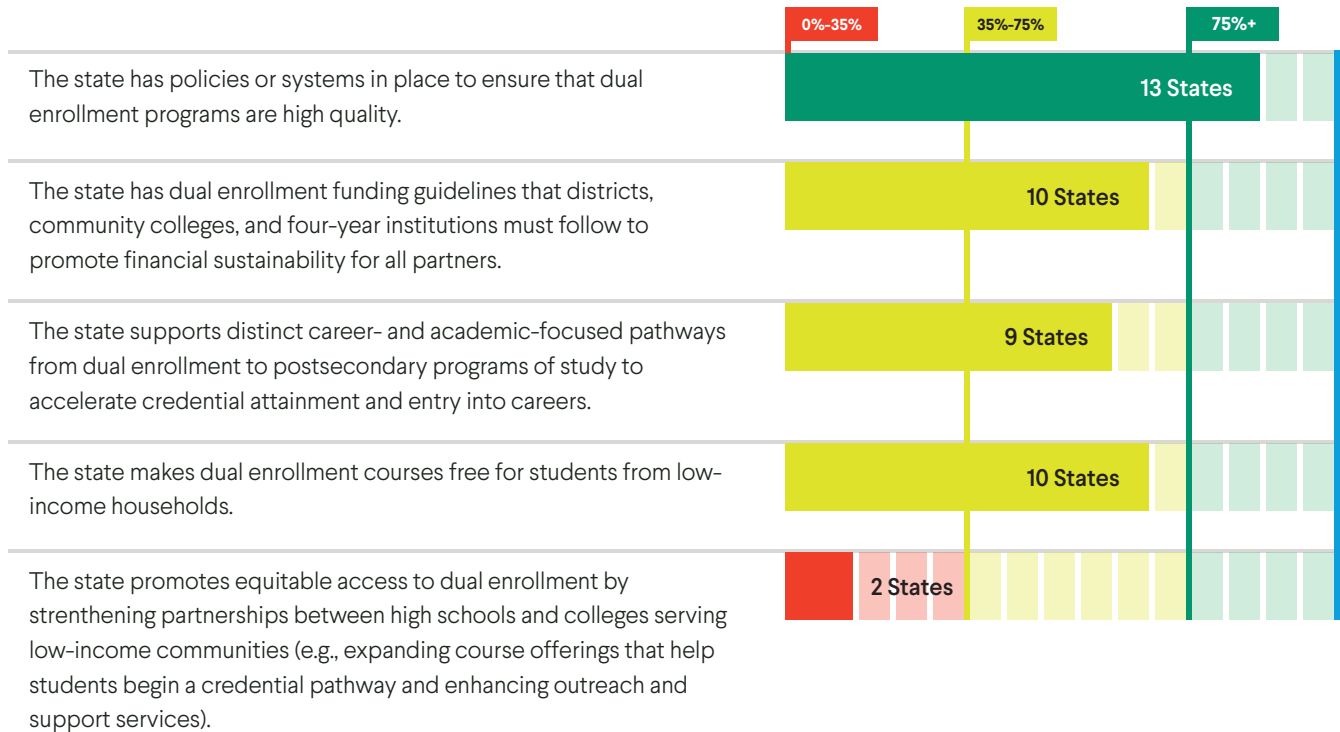 0%-35%
35%-75%
75%+
The state has policies or systems in place to ensure that dual
enrollment programs are high quality.
13 States
The state has dual enrollment funding guidelines that districts,
community colleges, and four-year institutions must follow to
promote financial sustainability for all partners.
10 States
The state supports distinct career- and academic-focused pathways
from dual enrollment to postsecondary programs of study to
accelerate credential attainment and entry into careers.
9 States
The state makes dual enrollment courses free for students from low-
income households.
10 States
The state promotes equitable access to dual enrollment by
strenthening partnerships between high schools and colleges serving
low-income communities (e.g., expanding course offerings that help
students begin a credential pathway and enhancing outreach and
support services).
2 States